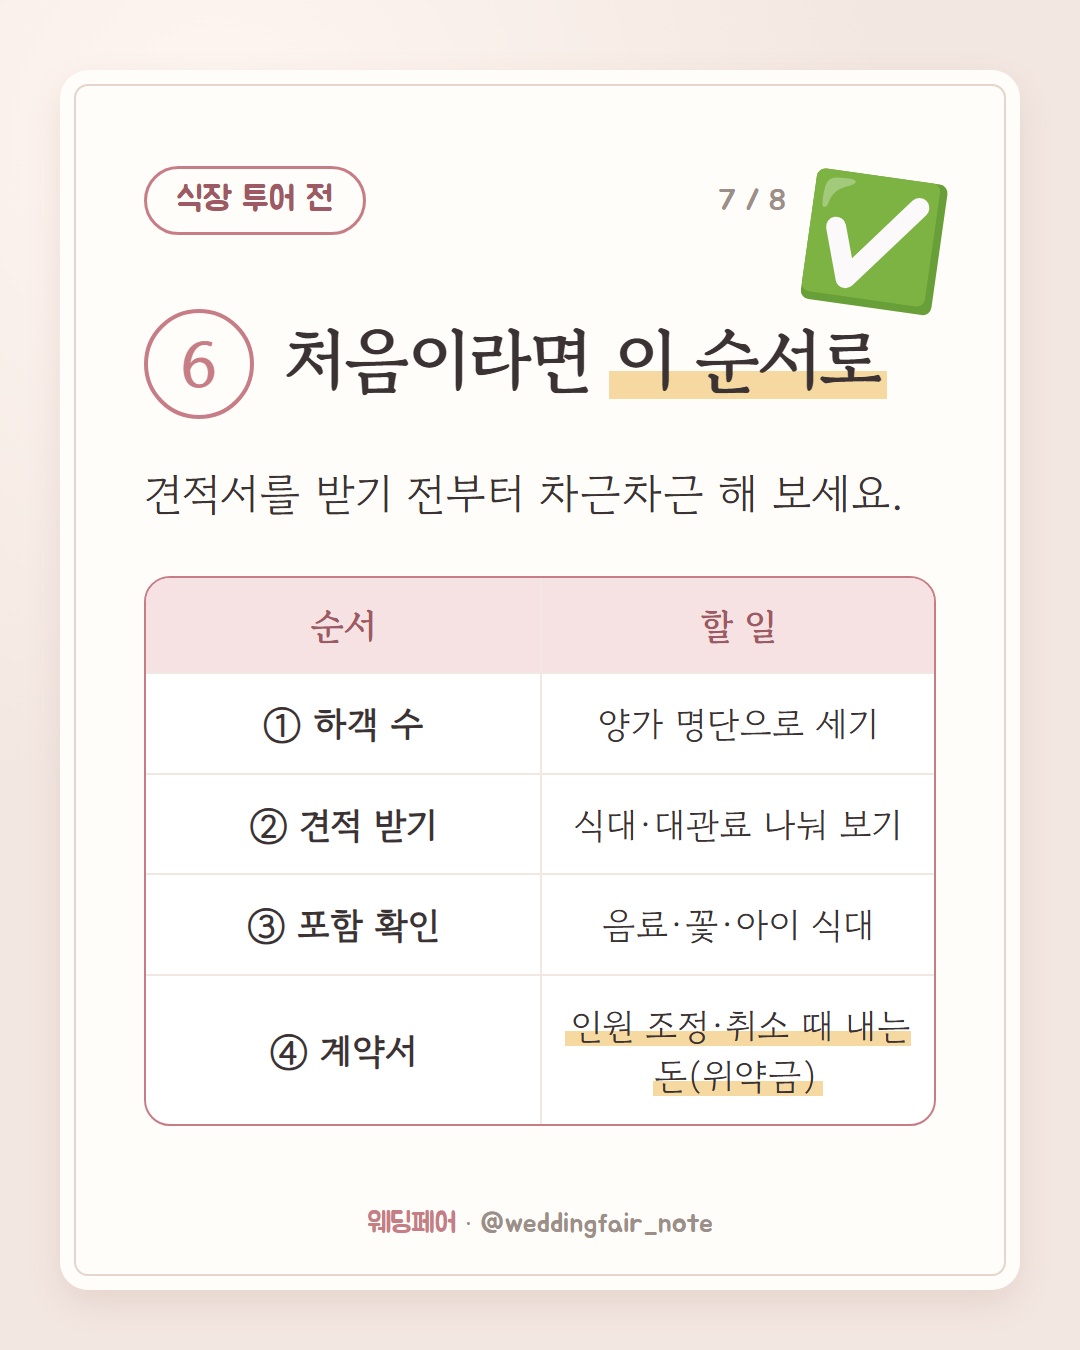 식장 투어 전
7 / 8
6 처음이라면 이 순서로
견적서를 받기 전부터 차근차근 해 보세요.
순서 할 일
① 하객 수 양가 명단으로 세기
② 견적 받기 식대·대관료 나눠 보기
③ 포함 확인 음료·꽃·아이 식대
④ 계약서 인원 조정·취소 때 내는
돈(위약금)
웨딩페어 · @weddingfair_note